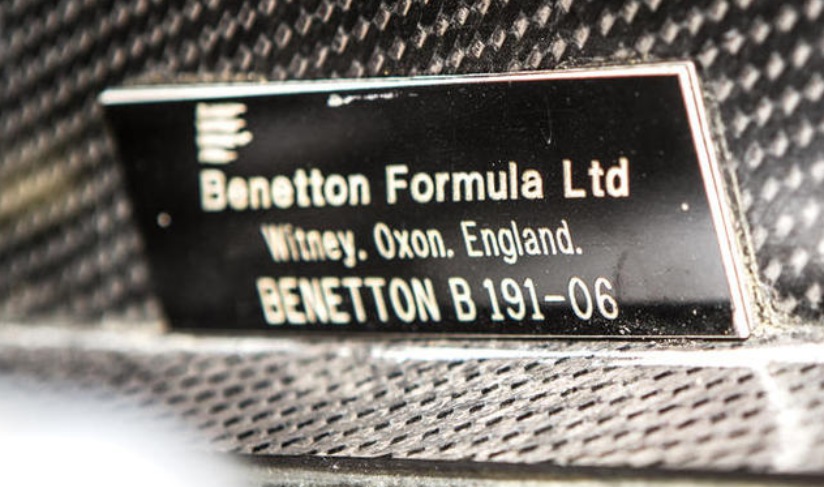 Benetton Formula Ltd
Witney. Oxon. England.
BENETTON B 191-06